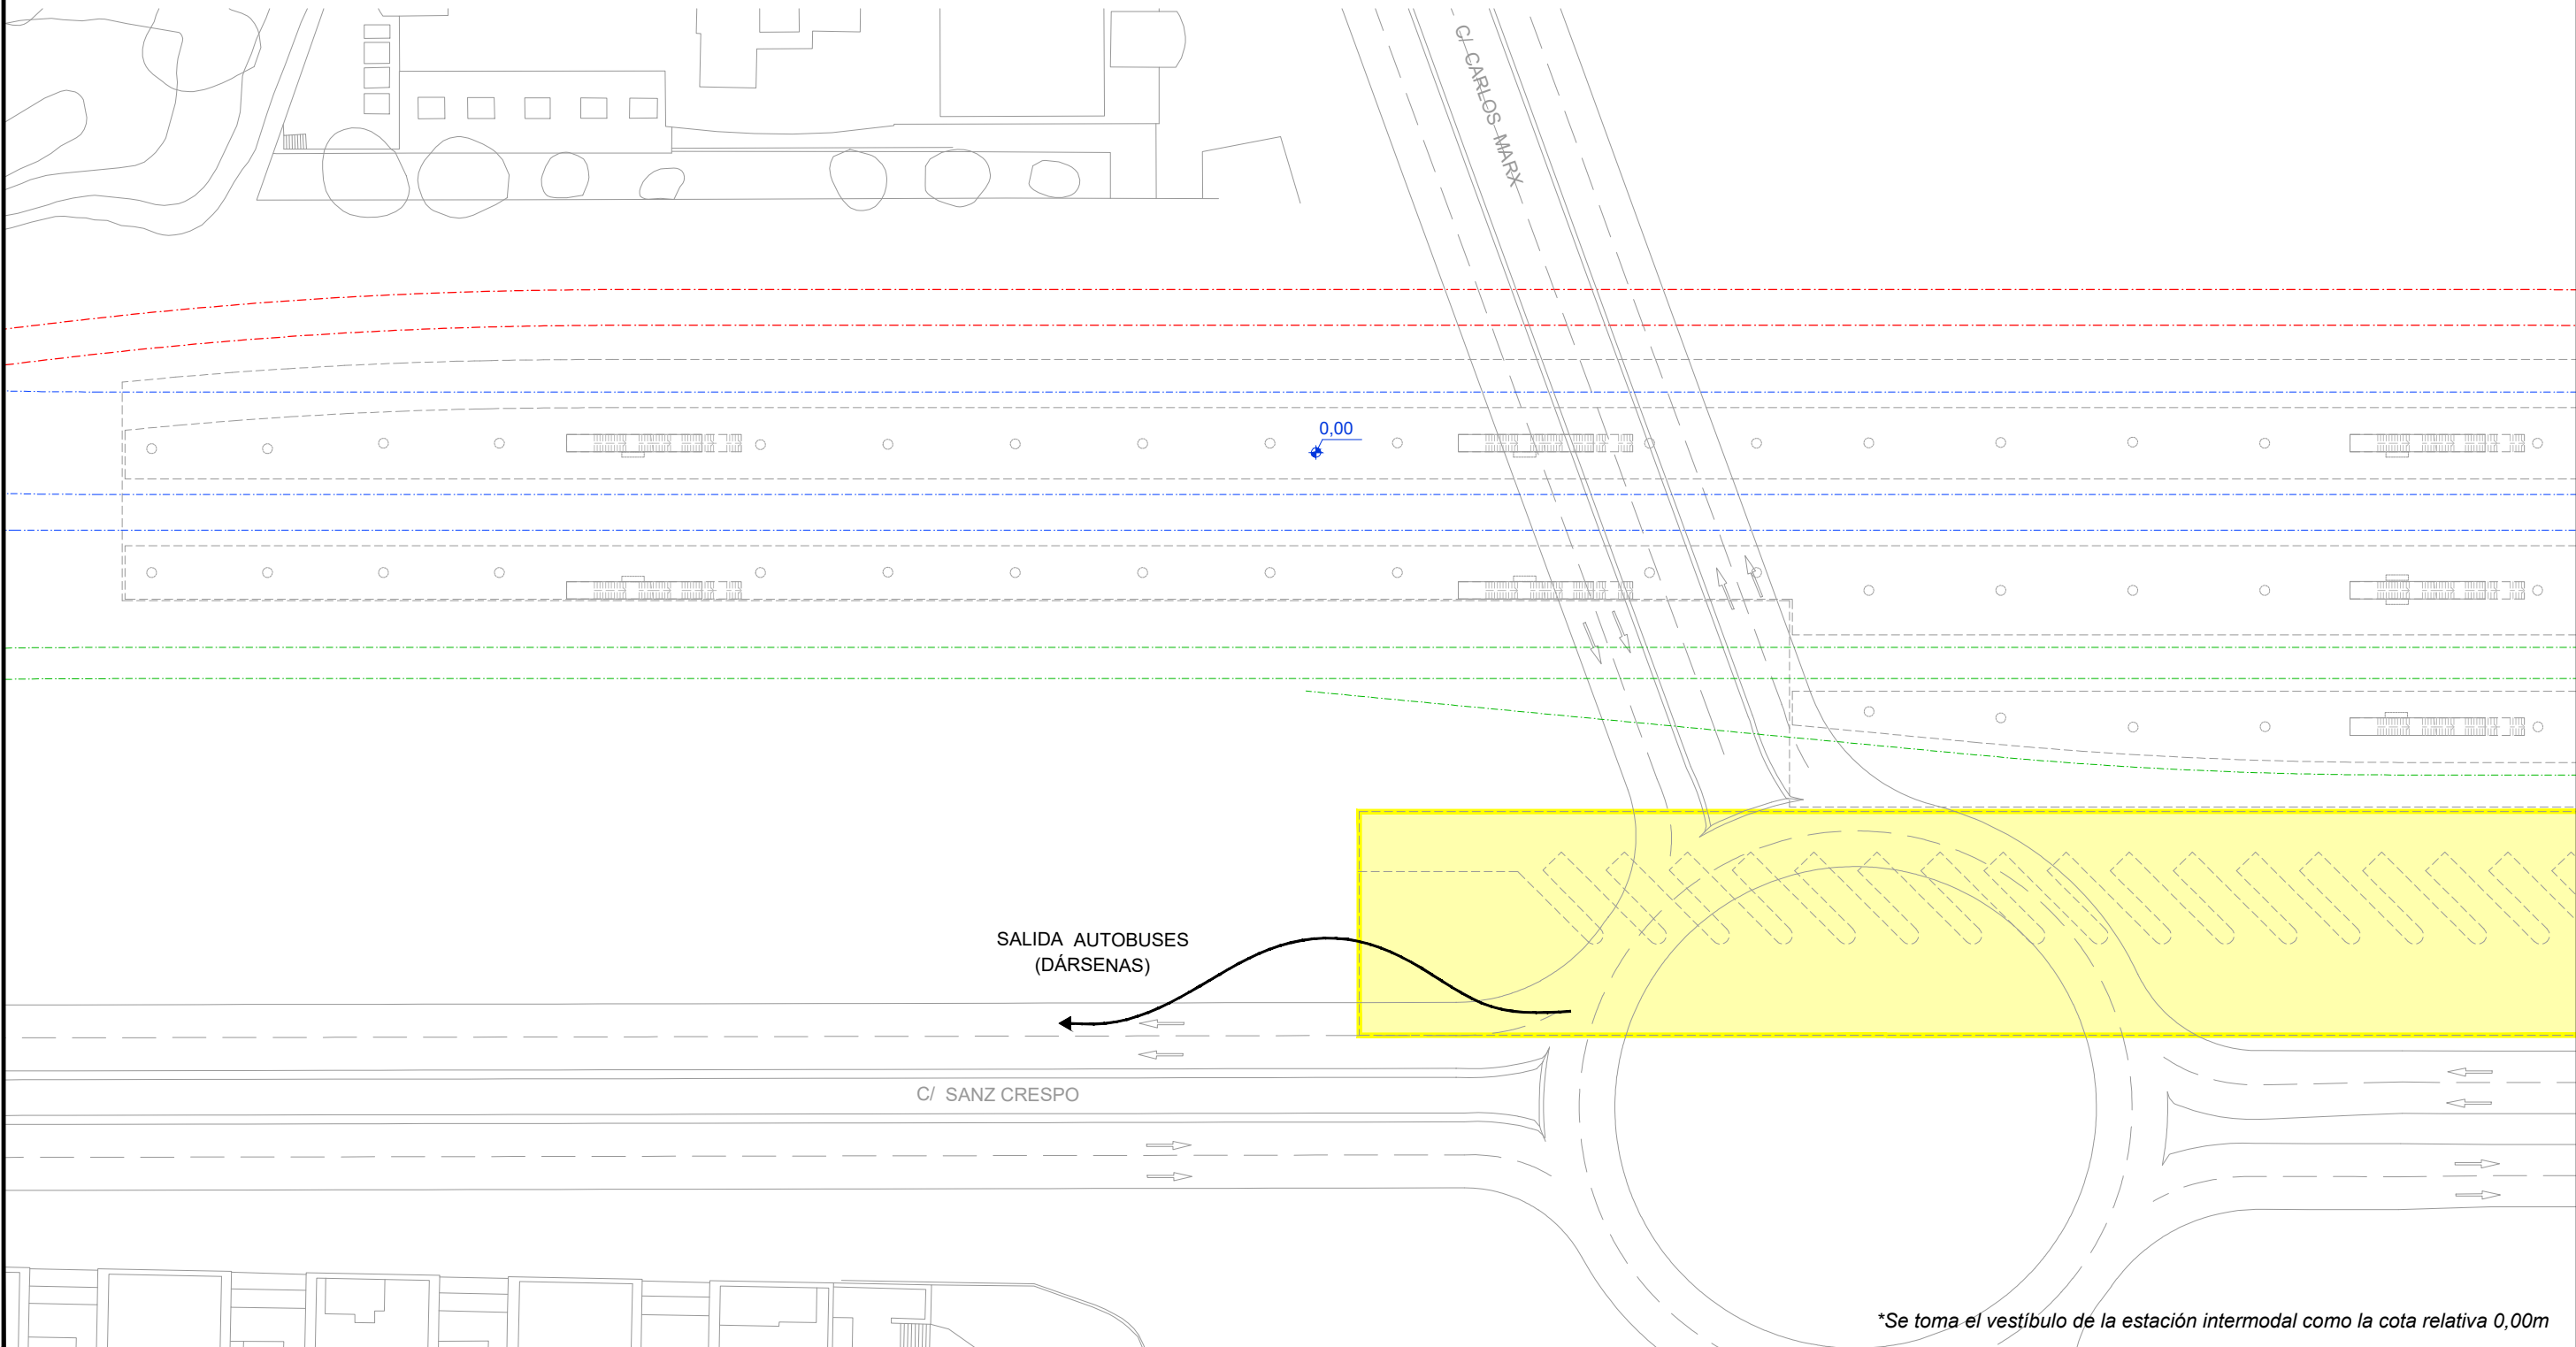 C/ CARLOS MARX
0,00
SALIDA AUTOBUSES
(DÁRSENAS)
C/ SANZ CRESPO
*Se toma el vestíbulo de la estación intermodal como la cota relativa 0,00m